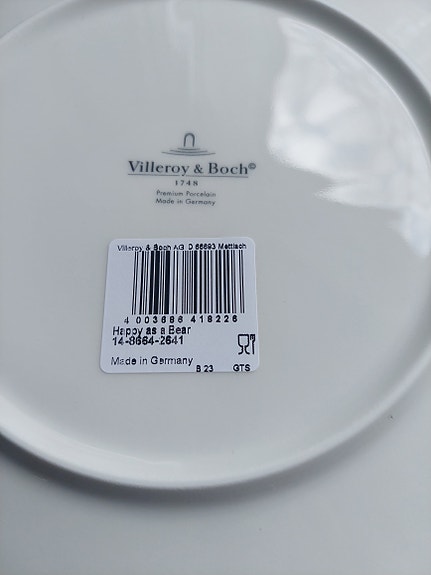 Villeroy & Boch©
1748
Premium Porcelain
Made in Germany
Villeroy & Boch AG D 66693 Mettlach
4 003686 418226
Happy as a Bear
14-8664-2641
Made in Germany
B 23 GTS